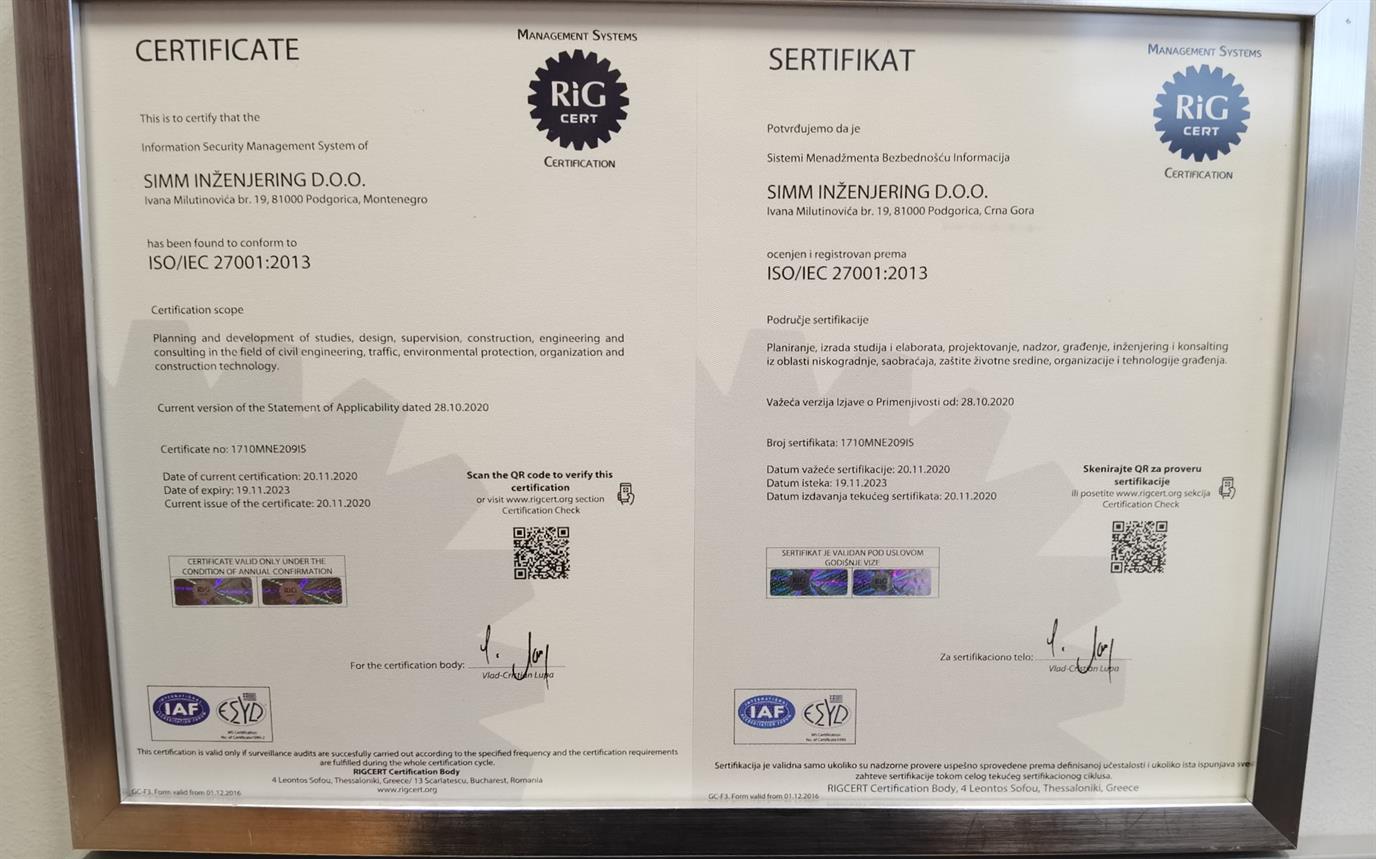 CERTIFICATE
MANAGEMENT SYSTEMS
RiG
CERT
CERTIFICATION
This is to certify that the
Information Security Management System of
SIMM INŽENJERING D.O.O.
Ivana Milutinovića br. 19, 81000 Podgorica, Montenegro
has been found to conform to
ISO/IEC 27001:2013
Certification scope
Planning and development of studies, design, supervision, construction, engineering and
consulting in the field of civil engineering, traffic, environmental protection, organization and
construction technology.
Current version of the Statement of Applicability dated 28.10.2020
Certificate no: 1710MNE209IS
Date of current certification: 20.11.2020
Date of expiry: 19.11.2023
Current issue of the certificate: 20.11.2020
Scan the QR code to verify this
certification
or visit www.rigcert.org section
Certification Check
CERTIFICATE VALID ONLY UNDER THE
CONDITION OF ANNUAL CONFIRMATION
RiG
RiG
For the certification body:
Vlad-Cristian Lupa
INTERNATIONAL
IAF
ACCREDITATION FORUM
ESYD
This certification is valid only if surveillance audits are succesfully carried out according to the specified frequency and the certification requirements
are fulfilled during the whole certification cycle.
RIGCERT Certification Body
4 Leontos Sofou, Thessaloniki, Greece/ 13 Scarlatescu, Bucharest, Romania
www.rigcert.org
GC-F3. Form valid from 01.12.2016
SERTIFIKAT
MANAGEMENT SYSTEMS
RiG
CERT
CERTIFICATION
Potvrđujemo da je
Sistemi Menadžmenta Bezbednošću Informacija
SIMM INŽENJERING D.O.O.
Ivana Milutinovića br. 19, 81000 Podgorica, Crna Gora
ocenjen i registrovan prema
ISO/IEC 27001:2013
Područje sertifikacije
Planiranje, izrada studija i elaborata, projektovanje, nadzor, građenje, inženjering i konsalting
iz oblasti niskogradnje, saobraćaja, zaštite životne sredine, organizacije i tehnologije građenja.
Važeća verzija Izjave o Primenjivosti od: 28.10.2020
Broj sertifikata: 1710MNE209IS
Datum važeće sertifikacije: 20.11.2020
Datum isteka: 19.11.2023
Datum izdavanja tekućeg sertifikata: 20.11.2020
Skenirajte QR za proveru
sertifikacije
ili posetite www.rigcert.org sekcija
Certification Check
SERTIFIKAT JE VALIDAN POD USLOVOM
GODIŠNJE VIZE
RiG
RiG
Za sertifikaciono telo:
Vlad-Cristian Lupa
INTERNATIONAL
IAF
ACCREDITATION FORUM
ESYD
Sertifikacija je validna samo ukoliko su nadzorne provere uspešno sprovedene prema definisanoj učestalosti i ukoliko ista ispunjava sve
zahteve sertifikacije tokom celog tekućeg sertifikacionog ciklusa.
RIGCERT Certification Body, 4 Leontos Sofou, Thessaloniki, Greece
GC-F3. Form valid from 01.12.2016